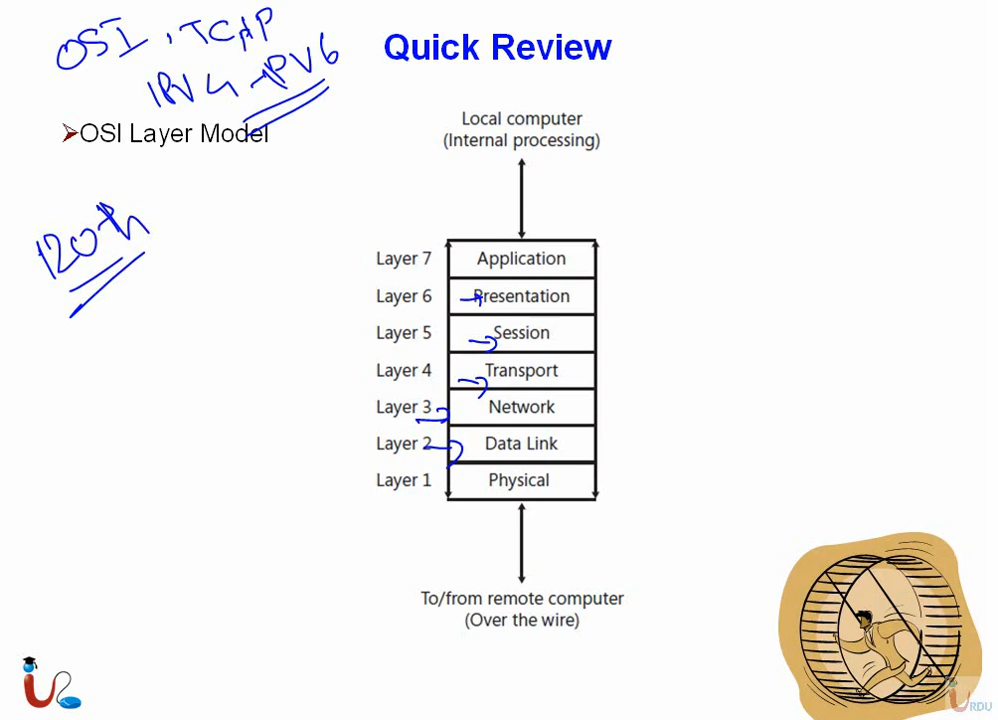 OSI, TCP
IPV4 - IPV6
Quick Review
OSI Layer Model
120
Local computer
(Internal processing)
Layer 7 Application
Layer 6 Presentation
Layer 5 Session
Layer 4 Transport
Layer 3 Network
Layer 2 Data Link
Layer 1 Physical
To/from remote computer
(Over the wire)
URDU